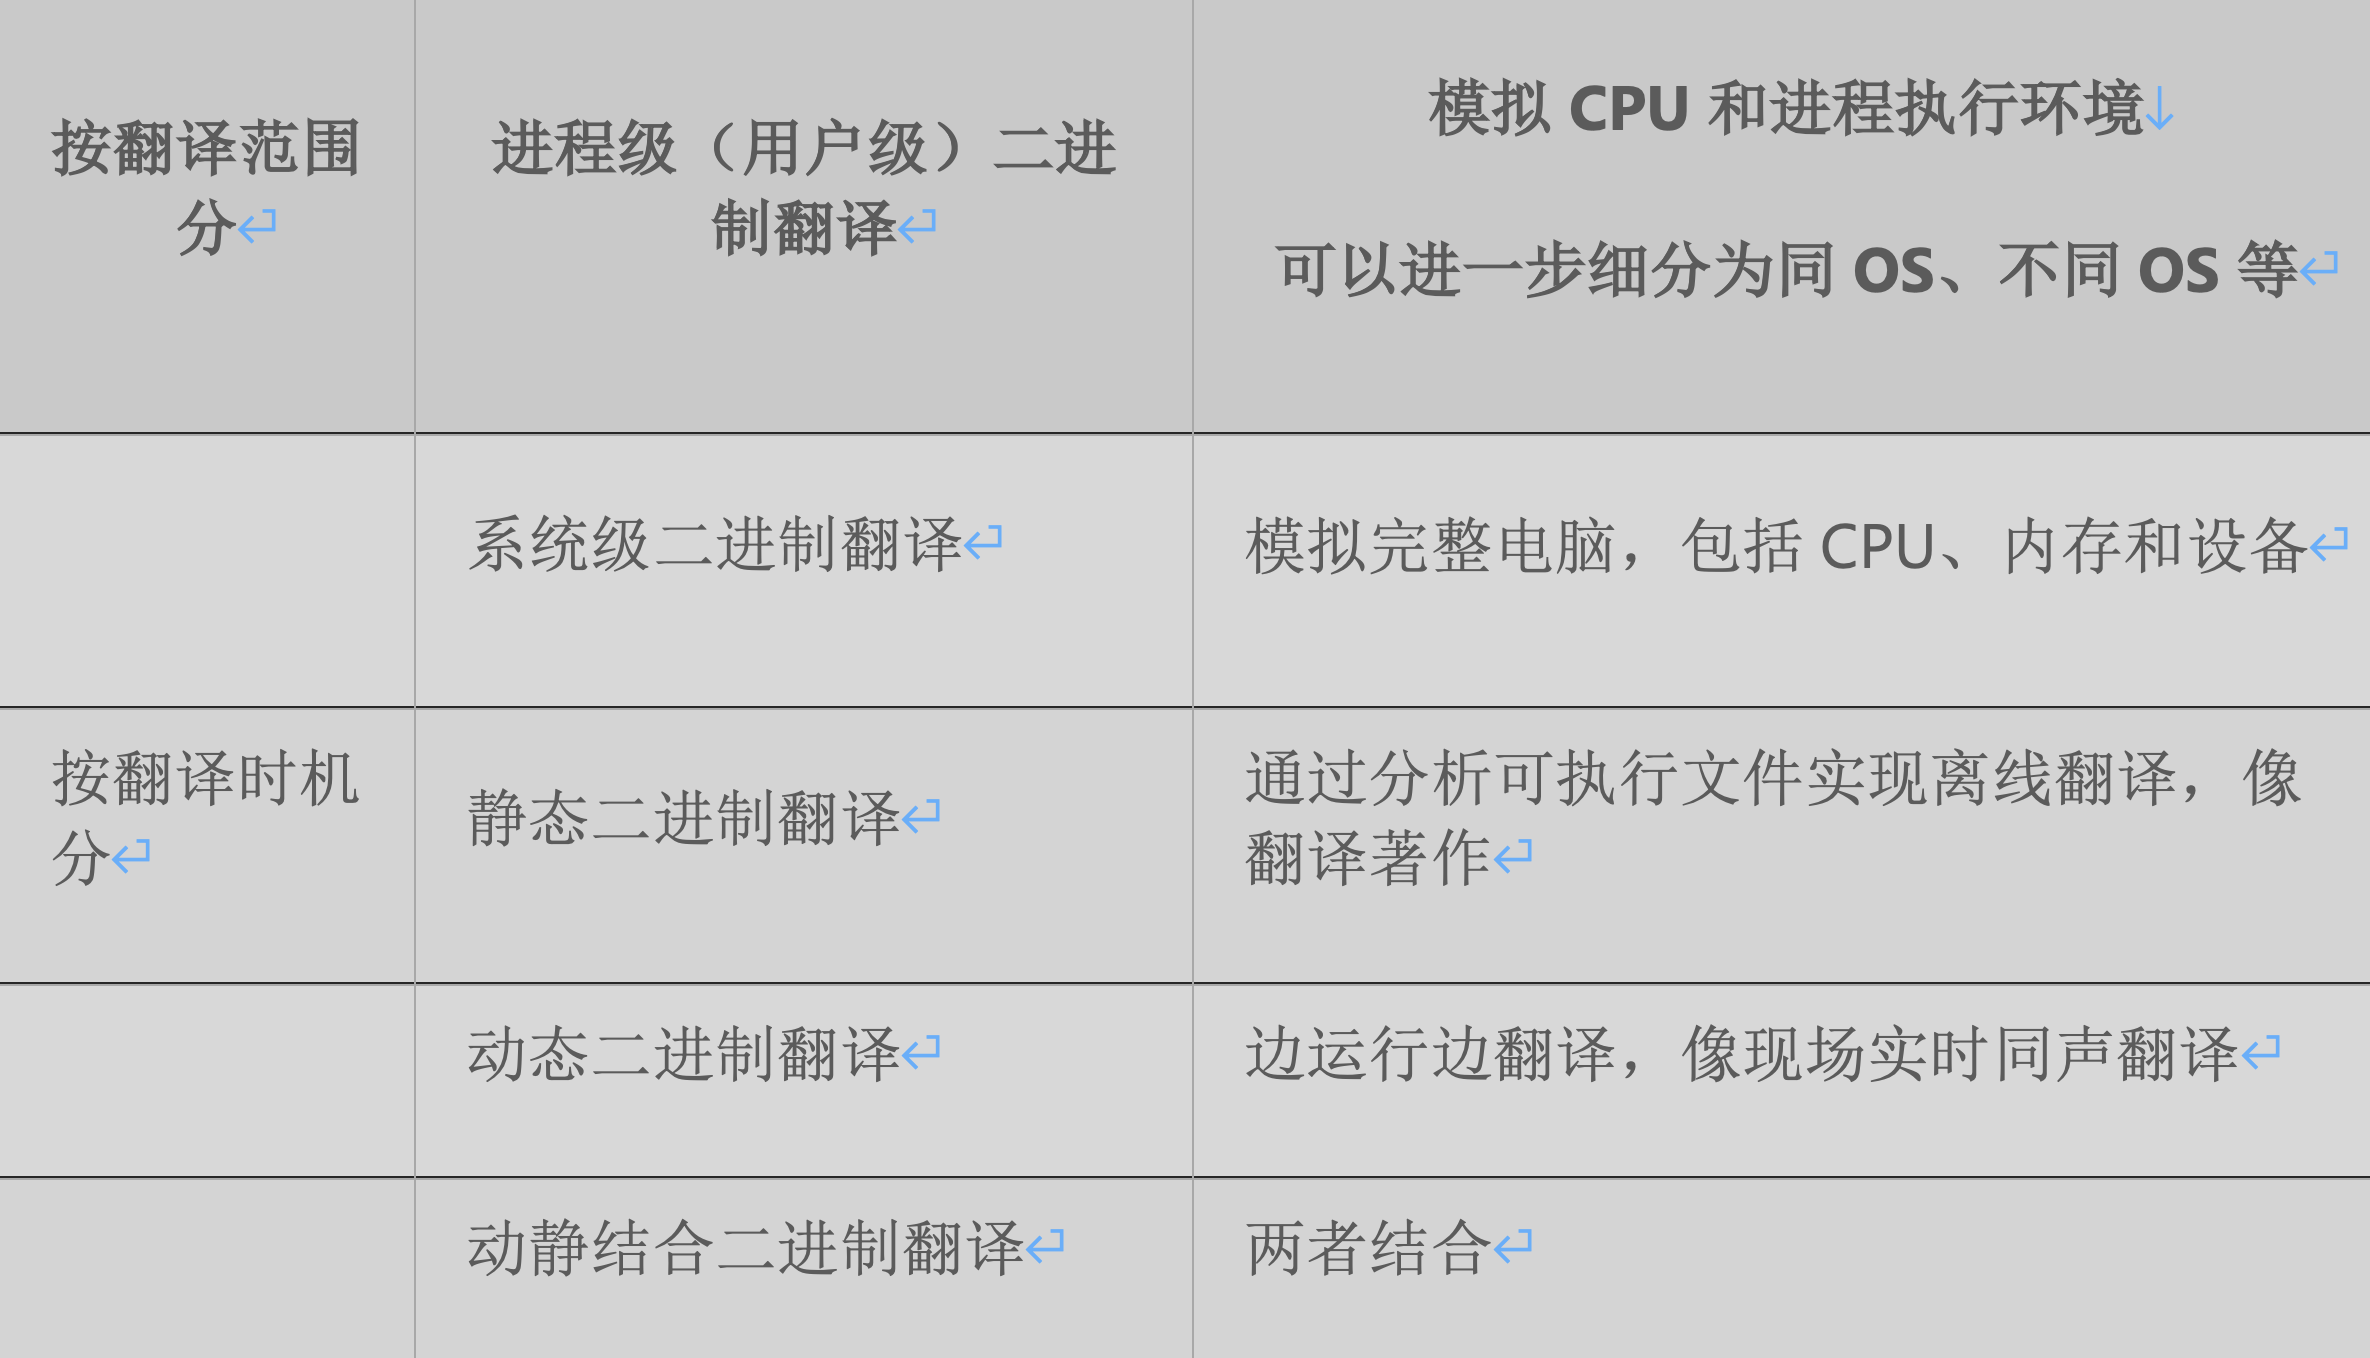 按翻译范围
分
进程级（用户级）二进
制翻译
模拟 CPU 和进程执行环境
可以进一步细分为同 OS、不同 OS 等
系统级二进制翻译
模拟完整电脑，包括 CPU、内存和设备
按翻译时机
分
静态二进制翻译
通过分析可执行文件实现离线翻译，像
翻译著作
动态二进制翻译
边运行边翻译，像现场实时同声翻译
动静结合二进制翻译
两者结合